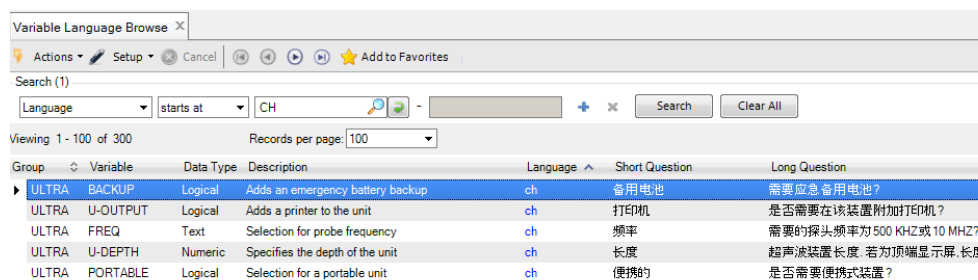 Variable Language Browse
Actions Setup Cancel Add to Favorites
Search (1)
Language starts at CH - Search Clear All
Viewing 1 - 100 of 300 Records per page: 100
Group Variable Data Type Description Language Short Question Long Question
ULTRA BACKUP Logical Adds an emergency battery backup ch 备用电池 需要应急备用电池?
ULTRA U-OUTPUT Logical Adds a printer to the unit ch 打印机 是否需要在该装置附加打印机?
ULTRA FREQ Text Selection for probe frequency ch 频率 需要的探头频率为500 KHZ或10 MHZ?
ULTRA U-DEPTH Numeric Specifies the depth of the unit ch 长度 超声波装置长度.若为顶端显示屏,长
ULTRA PORTABLE Logical Selection for a portable unit ch 便携的 是否需要便携式装置?